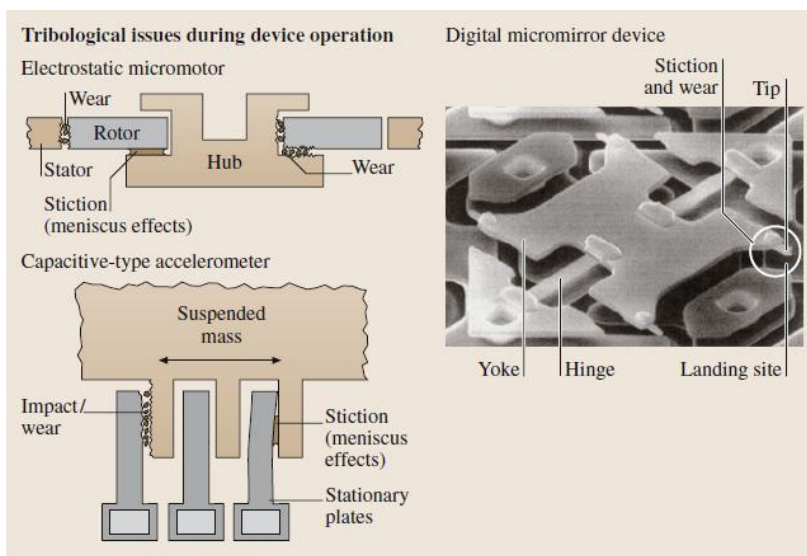 Tribological issues during device operation
Electrostatic micromotor
Wear
Rotor
Stator
Hub
Wear
Stiction
(meniscus effects)
Capacitive-type accelerometer
Suspended
mass
Impact/
wear
Stiction
(meniscus
effects)
Stationary
plates
Digital micromirror device
Stiction
and wear
Tip
Yoke
Hinge
Landing site